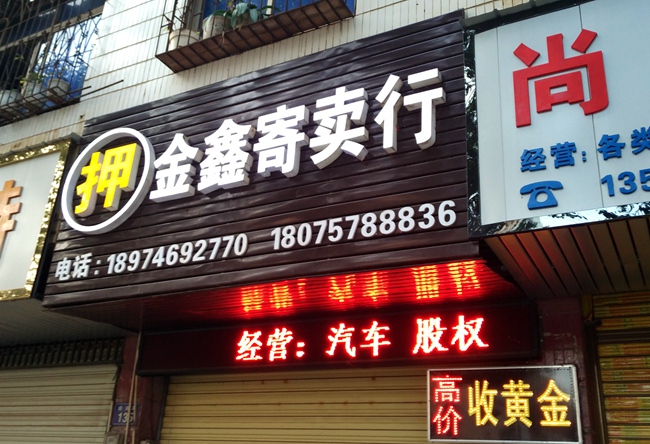 押 金鑫寄卖行
电话：18974692770 18075788836
经营：汽车 股权
高价 收黄金
尚
经营：各类
135
135